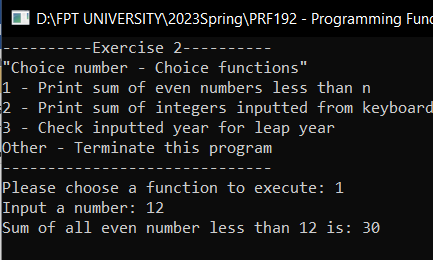 D:\FPT UNIVERSITY\2023Spring\PRF192 - Programming
----------Exercise 2----------
"Choice number - Choice functions"
1 - Print sum of even numbers less than n
2 - Print sum of integers inputted from keyboard
3 - Check inputted year for leap year
Other - Terminate this program
------------------------------
Please choose a function to execute: 1
Input a number: 12
Sum of all even number less than 12 is: 30